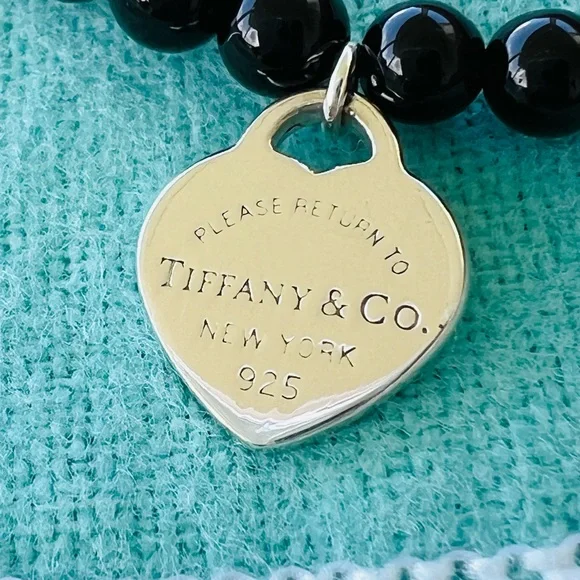 PLEASE RETURN TO
TIFFANY & CO.
NEW YORK
925